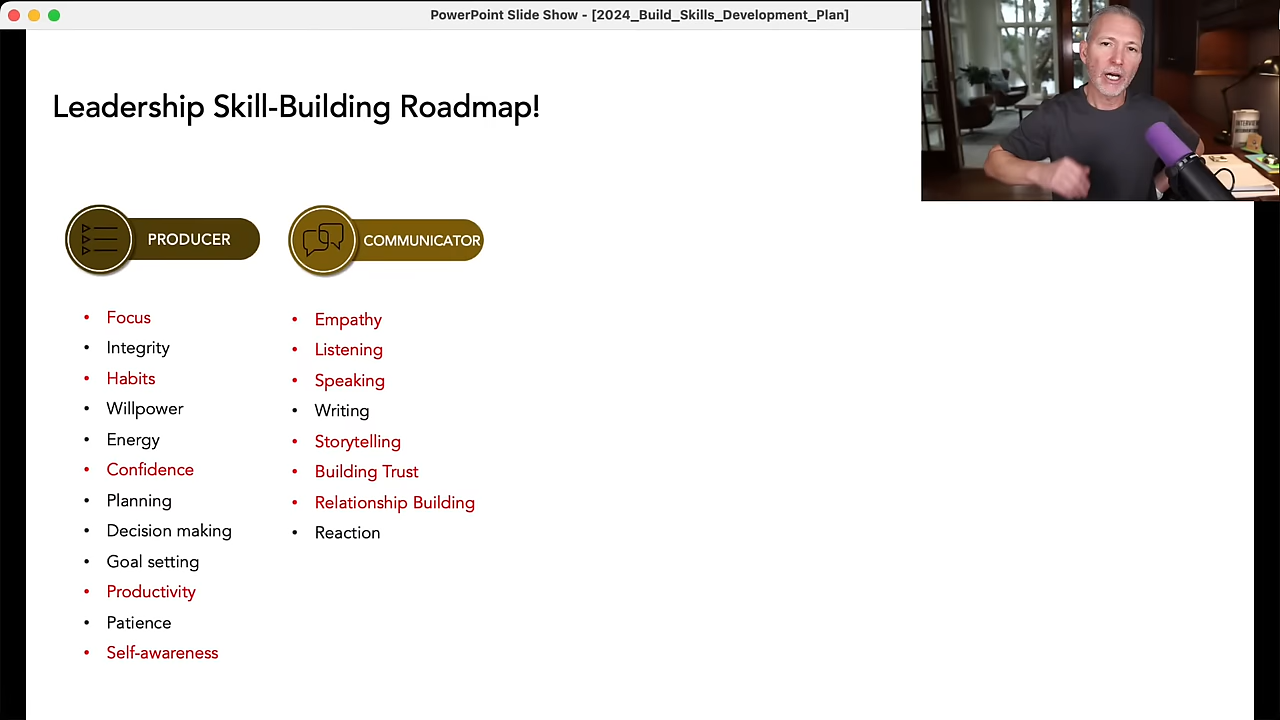 PowerPoint Slide Show - [2024_Build_Skills_Development_Plan]
Leadership Skill-Building Roadmap!
PRODUCER
COMMUNICATOR
Focus
Integrity
Habits
Willpower
Energy
Confidence
Planning
Decision making
Goal setting
Productivity
Patience
Self-awareness
Empathy
Listening
Speaking
Writing
Storytelling
Building Trust
Relationship Building
Reaction
INTERVIEW